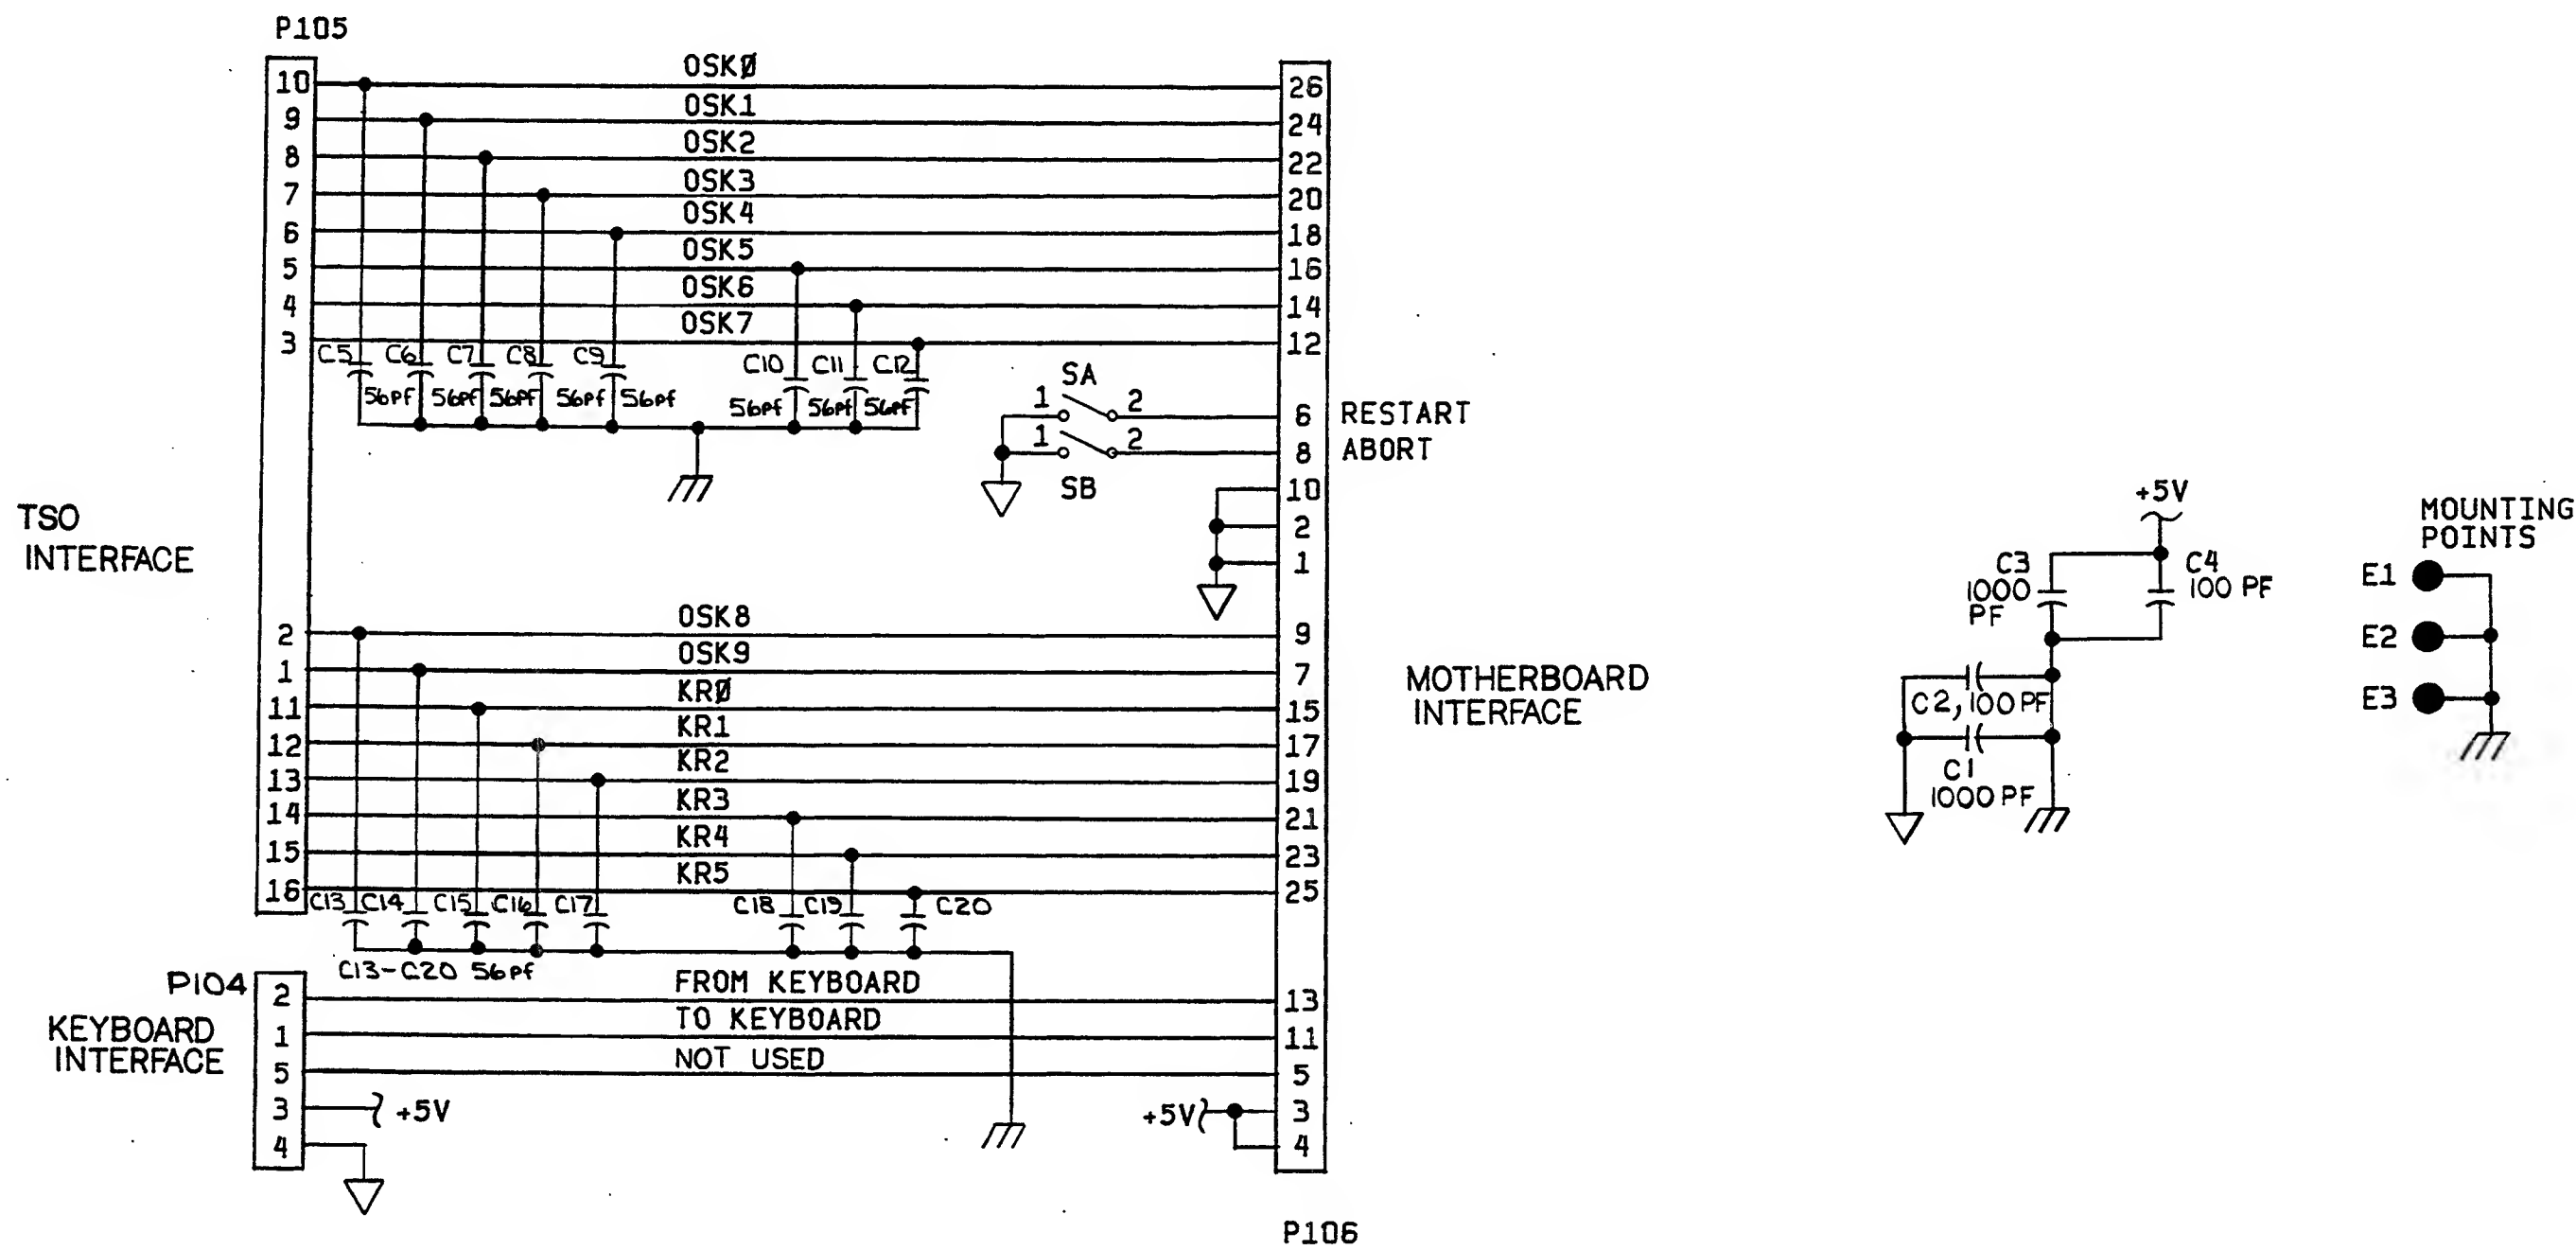 P105
10 OSKØ 26
9 OSK1 24
8 OSK2 22
7 OSK3 20
6 OSK4 18
5 OSK5 16
4 OSK6 14
3 OSK7 12
C5 C6 C7 C8 C9 C10 C11 C12
56pf 56pf 56pf 56pf 56pf 56pf 56pf 56pf
SA
1 2 6 RESTART
1 2 8 ABORT
SB
10
2
1
TSO
INTERFACE
2 OSK8 9
1 OSK9 7
11 KRØ 15
12 KR1 17
13 KR2 19
14 KR3 21
15 KR4 23
16 KR5 25
C13 C14 C15 C16 C17 C18 C19 C20
C13-C20 56pf
P104
KEYBOARD
INTERFACE
2 FROM KEYBOARD 13
1 TO KEYBOARD 11
5 NOT USED 5
3 +5V +5V 3
4 4
P106
MOTHERBOARD
INTERFACE
+5V
C3
1000
PF
C4
100 PF
C2, 100 PF
C1
1000 PF
MOUNTING
POINTS
E1
E2
E3